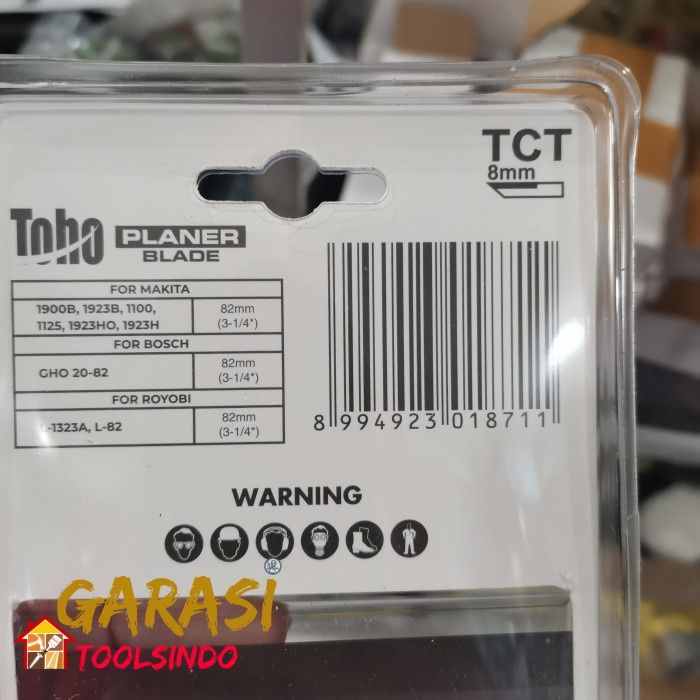 TCT
8mm
Toho PLANER
BLADE
FOR MAKITA
1900B, 1923B, 1100, 82mm
1125, 1923HO, 1923H (3-1/4")
FOR BOSCH
GHO 20-82 82mm
(3-1/4")
FOR ROYOBI
L-1323A, L-82 82mm
(3-1/4")
8 994923 018711
WARNING
GARASI
TOOLSINDO